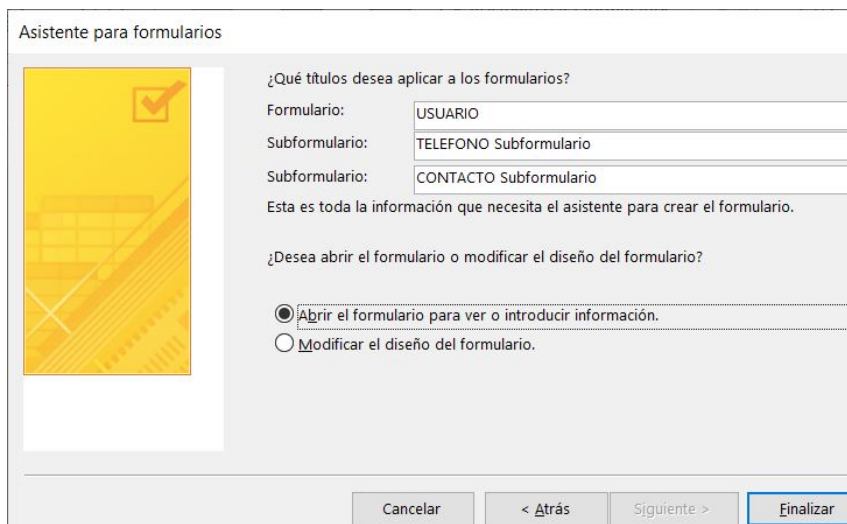 Asistente para formularios
¿Qué títulos desea aplicar a los formularios?
Formulario: USUARIO
Subformulario: TELEFONO Subformulario
Subformulario: CONTACTO Subformulario
Esta es toda la información que necesita el asistente para crear el formulario.
¿Desea abrir el formulario o modificar el diseño del formulario?
Abrir el formulario para ver o introducir información.
Modificar el diseño del formulario.
Cancelar < Atrás Siguiente > Finalizar